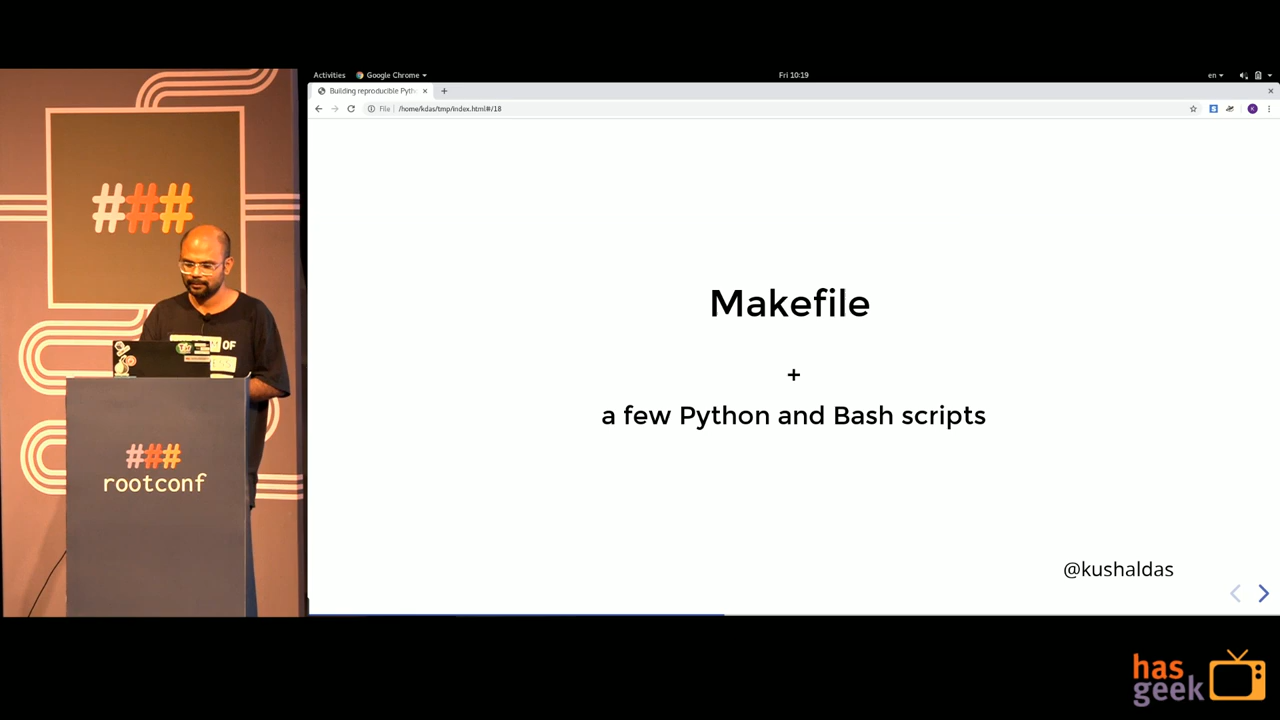 Activities Google Chrome Fri 10:19 en
Building reproducible Pyth
File /home/kdas/tmp/index.html#/18
###
Makefile
+
a few Python and Bash scripts
OF
###
rootconf
@kushaldas
has
geek